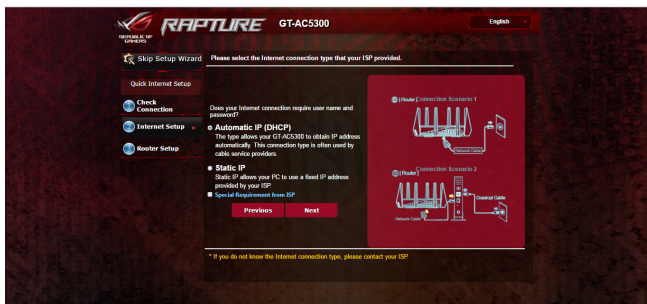 REPUBLIC OF
GAMERS
RAPTURE GT-AC5300
English
Skip Setup Wizard
Quick Internet Setup
Check
Connection
Internet Setup
Router Setup
Please select the Internet connection type that your ISP provided.
Does your Internet connection require user name and
password?
Automatic IP (DHCP)
The type allows your GT-AC5300 to obtain IP address
automatically. This connection type is often used by
cable service providers.
Static IP
Static IP allows your PC to use a fixed IP address
provided by your ISP.
Special Requirement from ISP
Previous Next
Router Connection Scenario 1
Network Cable
Router Connection Scenario 2
Coaxical Cable
Network Cable
* If you do not know the Internet connection type, please contact your ISP.